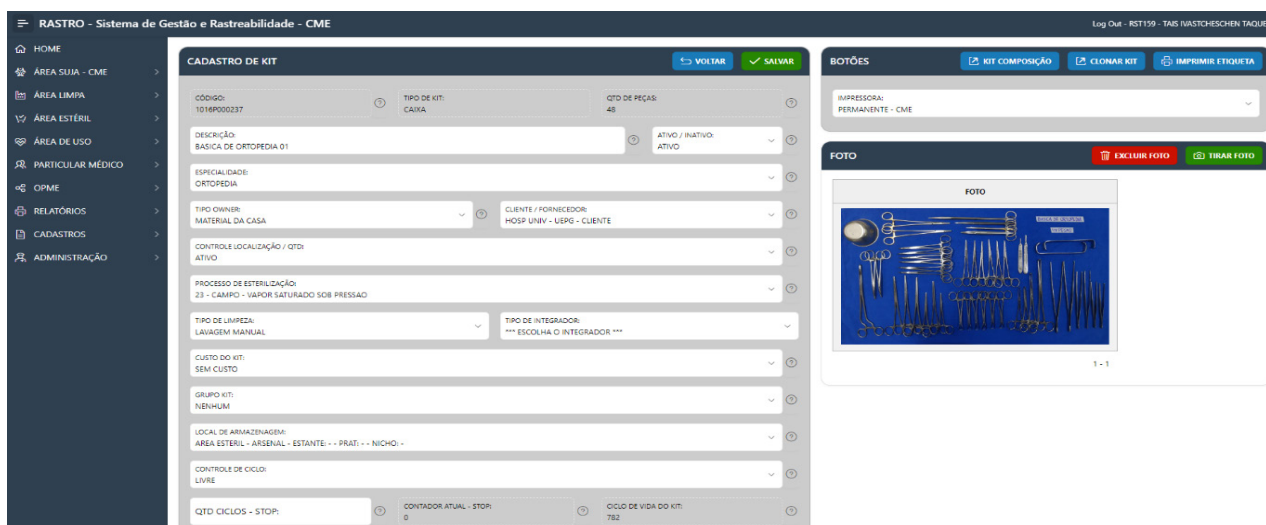 RASTRO - Sistema de Gestão e Rastreabilidade - CME
Log Out - RST159 - TAIS IVASTCHESCHEN TAQUE
HOME
ÁREA SUJA - CME
ÁREA LIMPA
ÁREA ESTÉRIL
ÁREA DE USO
PARTICULAR MÉDICO
OPME
RELATÓRIOS
CADASTROS
ADMINISTRAÇÃO
CADASTRO DE KIT
VOLTAR
SALVAR
CÓDIGO:
1016P000237
TIPO DE KIT:
CAIXA
QTD DE PEÇAS:
48
DESCRIÇÃO:
BASICA DE ORTOPEDIA 01
ATIVO / INATIVO:
ATIVO
ESPECIALIDADE:
ORTOPEDIA
TIPO OWNER:
MATERIAL DA CASA
CLIENTE / FORNECEDOR:
HOSP UNIV - UEPG - CLIENTE
CONTROLE LOCALIZAÇÃO / QTD:
ATIVO
PROCESSO DE ESTERILIZAÇÃO:
23 - CAMPO - VAPOR SATURADO SOB PRESSAO
TIPO DE LIMPEZA:
LAVAGEM MANUAL
TIPO DE INTEGRADOR:
*** ESCOLHA O INTEGRADOR ***
CUSTO DO KIT:
SEM CUSTO
GRUPO KIT:
NENHUM
LOCAL DE ARMAZENAGEM:
AREA ESTERIL - ARSENAL - ESTANTE: - - PRAT: - - NICHO: -
CONTROLE DE CICLO:
LIVRE
QTD CICLOS - STOP:
CONTADOR ATUAL - STOP:
0
CICLO DE VIDA DO KIT:
782
BOTÕES
KIT COMPOSIÇÃO
CLONAR KIT
IMPRIMIR ETIQUETA
IMPRESSORA:
PERMANENTE - CME
FOTO
EXCLUIR FOTO
TIRAR FOTO
FOTO
1 - 1